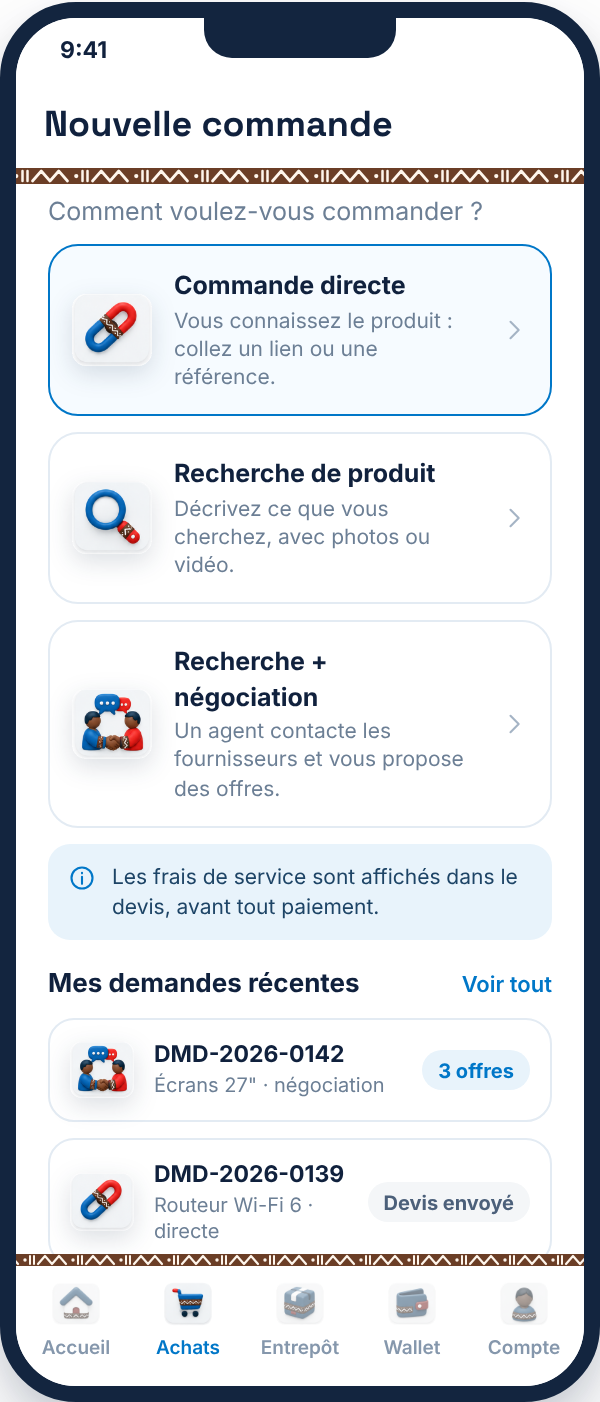 9:41
Nouvelle commande
Comment voulez-vous commander ?
Commande directe
Vous connaissez le produit :
collez un lien ou une
référence.
Recherche de produit
Décrivez ce que vous
cherchez, avec photos ou
vidéo.
Recherche +
négociation
Un agent contacte les
fournisseurs et vous propose
des offres.
Les frais de service sont affichés dans le
devis, avant tout paiement.
Mes demandes récentes
Voir tout
DMD-2026-0142
Écrans 27" · négociation
3 offres
DMD-2026-0139
Routeur Wi-Fi 6 ·
directe
Devis envoyé
Accueil
Achats
Entrepôt
Wallet
Compte